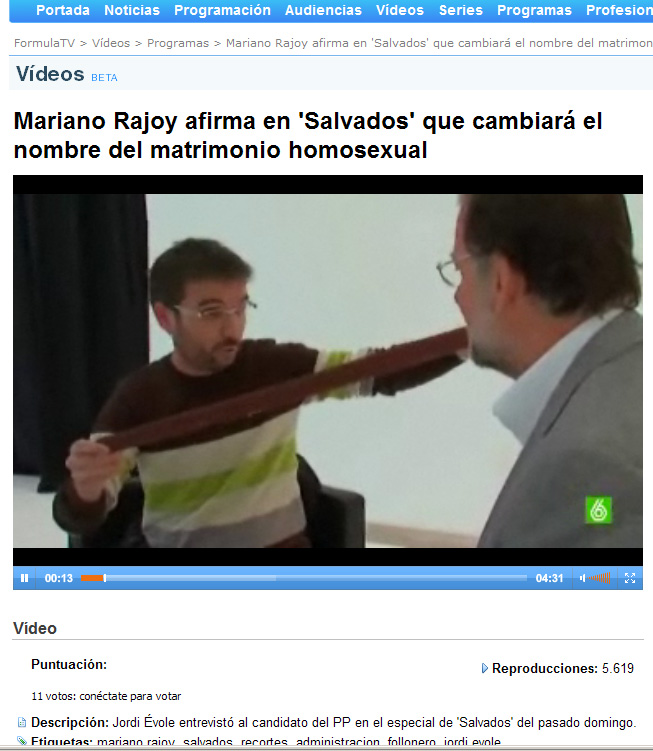 Portada Noticias Programación Audiencias Vídeos Series Programas Profesion
FormulaTV > Vídeos > Programas > Mariano Rajoy afirma en 'Salvados' que cambiará el nombre del matrimon
Vídeos BETA
Mariano Rajoy afirma en 'Salvados' que cambiará el
nombre del matrimonio homosexual
6
00:13 04:31
Vídeo
Puntuación:
Reproducciones: 5.619
11 votos: conéctate para votar
Descripción: Jordi Évole entrevistó al candidato del PP en el especial de 'Salvados' del pasado domingo.
Etiquetas: mariano rajoy, salvados, recortes, administracion, follonero, jordi evole